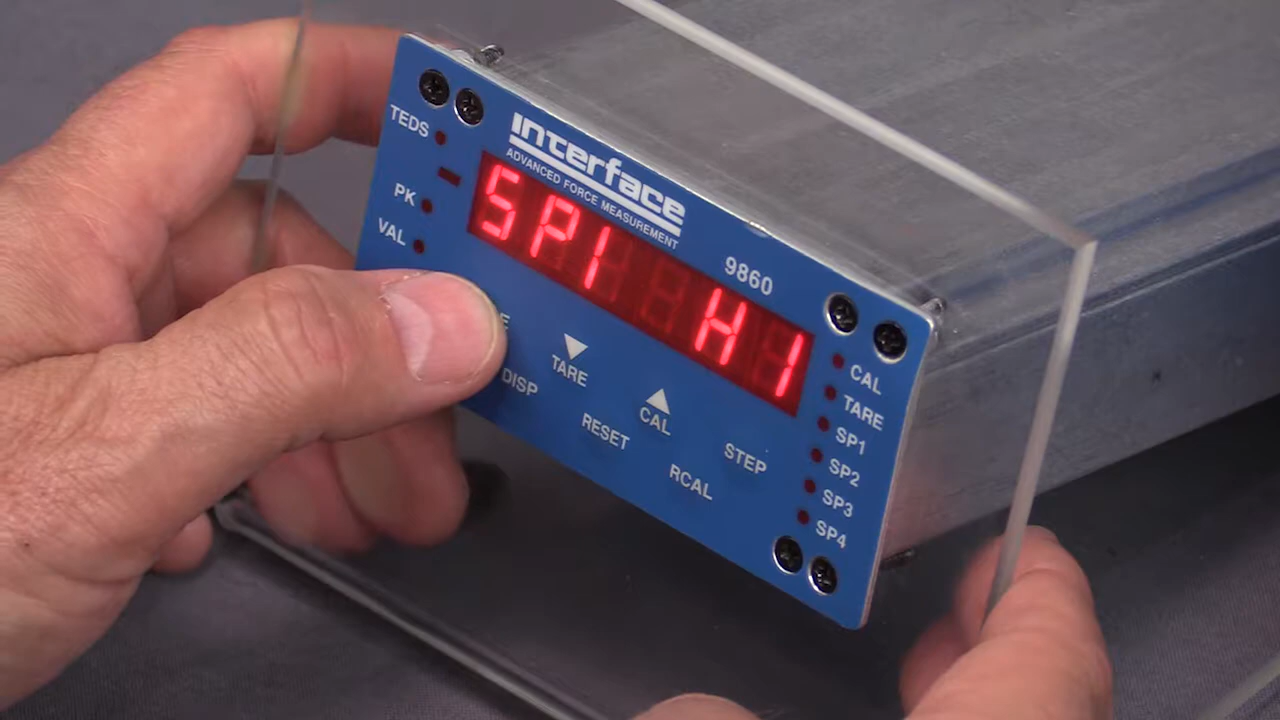 TEDS
PK
VAL
interface
ADVANCED FORCE MEASUREMENT
SP1 HI
9860
TARE
DISP
CAL
RESET
STEP
RCAL
CAL
TARE
SP1
SP2
SP3
SP4